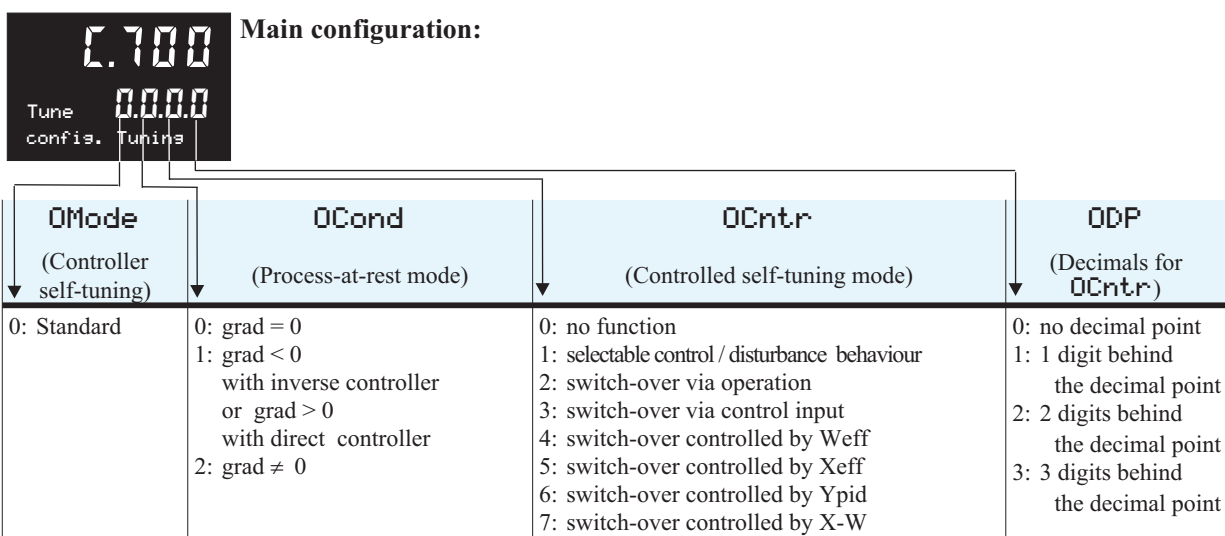 C.700
Main configuration:
Tune 0.0.0.0
config. Tuning
OMode OCond OCntr ODP
(Controller self-tuning) (Process-at-rest mode) (Controlled self-tuning mode) (Decimals for OCntr)
0: Standard
0: grad = 0
1: grad < 0
with inverse controller
or grad > 0
with direct controller
2: grad ≠ 0
0: no function
1: selectable control / disturbance behaviour
2: switch-over via operation
3: switch-over via control input
4: switch-over controlled by Weff
5: switch-over controlled by Xeff
6: switch-over controlled by Ypid
7: switch-over controlled by X-W
0: no decimal point
1: 1 digit behind
the decimal point
2: 2 digits behind
the decimal point
3: 3 digits behind
the decimal point